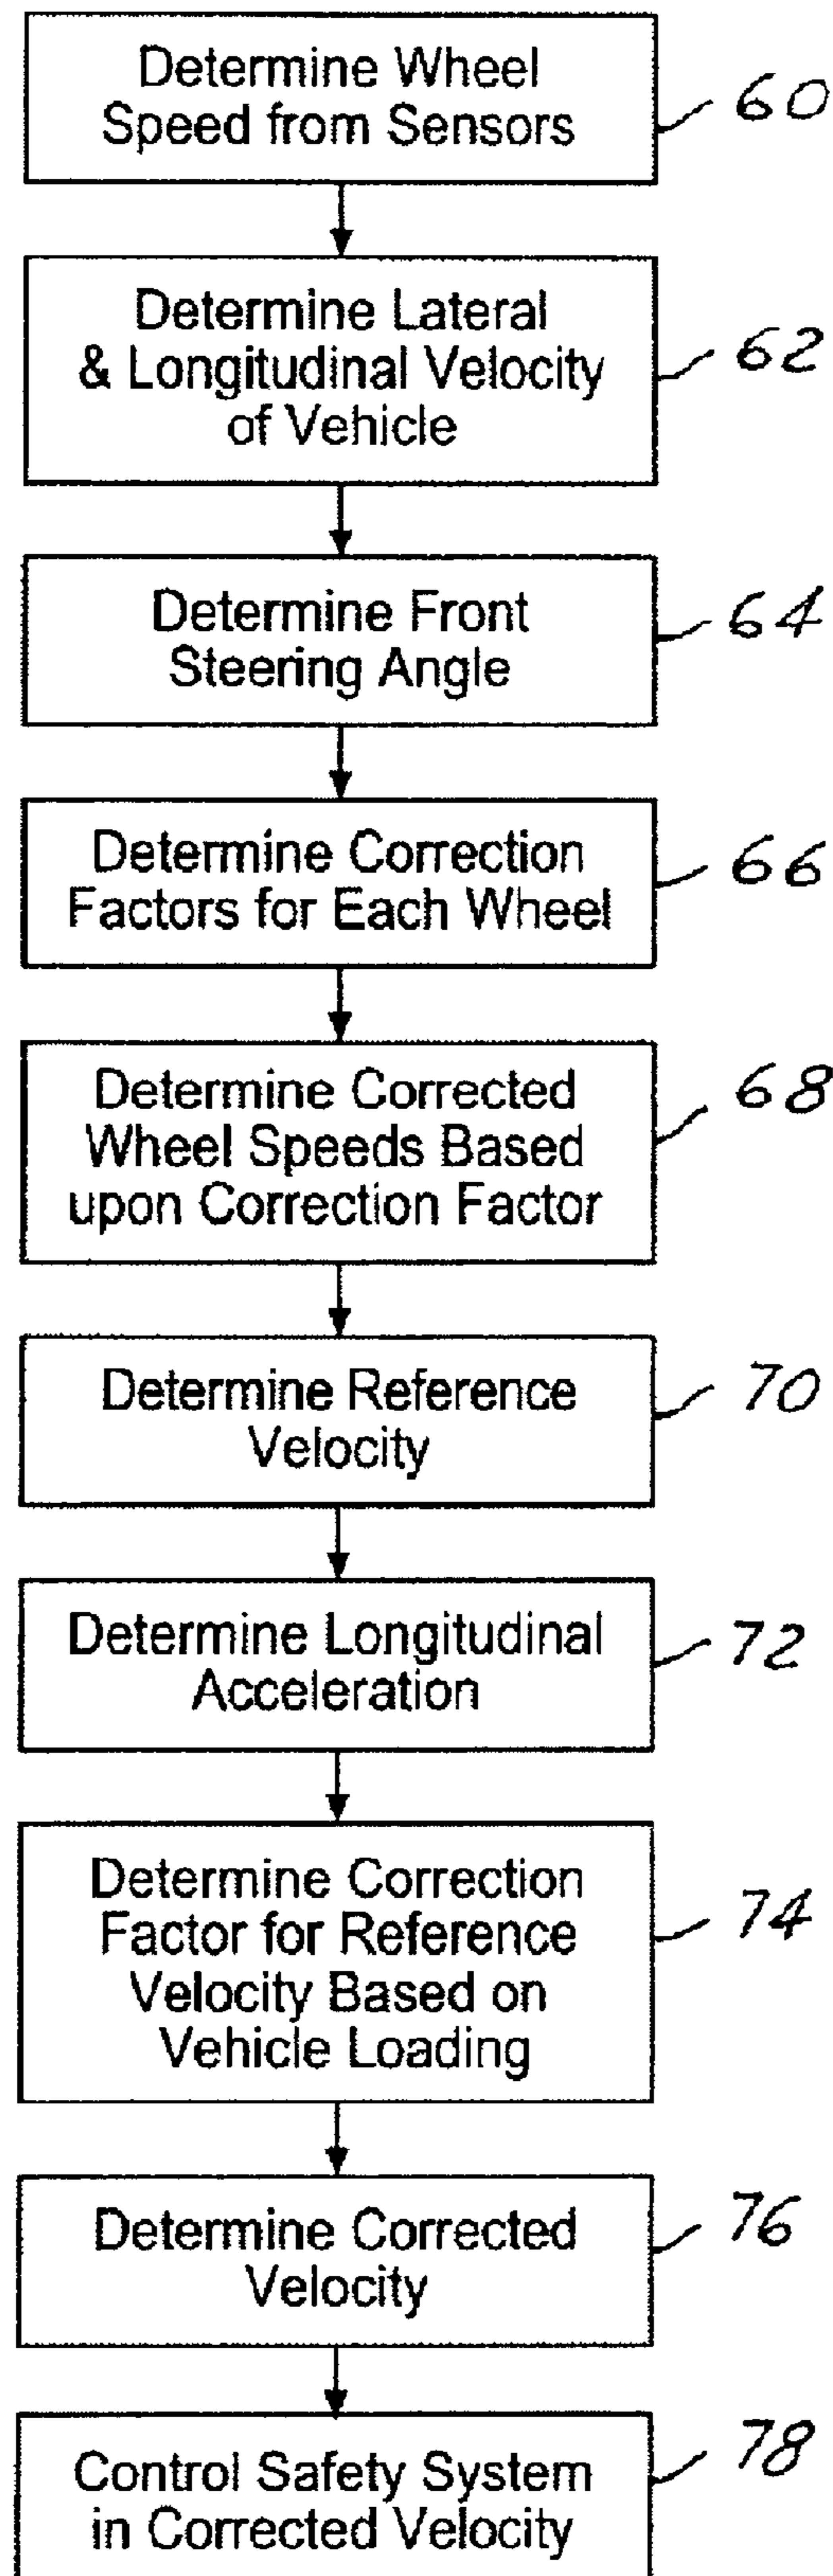 Determine Wheel
Speed from Sensors
60
Determine Lateral
& Longitudinal Velocity
of Vehicle
62
Determine Front
Steering Angle
64
Determine Correction
Factors for Each Wheel
66
Determine Corrected
Wheel Speeds Based
upon Correction Factor
68
Determine Reference
Velocity
70
Determine Longitudinal
Acceleration
72
Determine Correction
Factor for Reference
Velocity Based on
Vehicle Loading
74
Determine Corrected
Velocity
76
Control Safety System
in Corrected Velocity
78